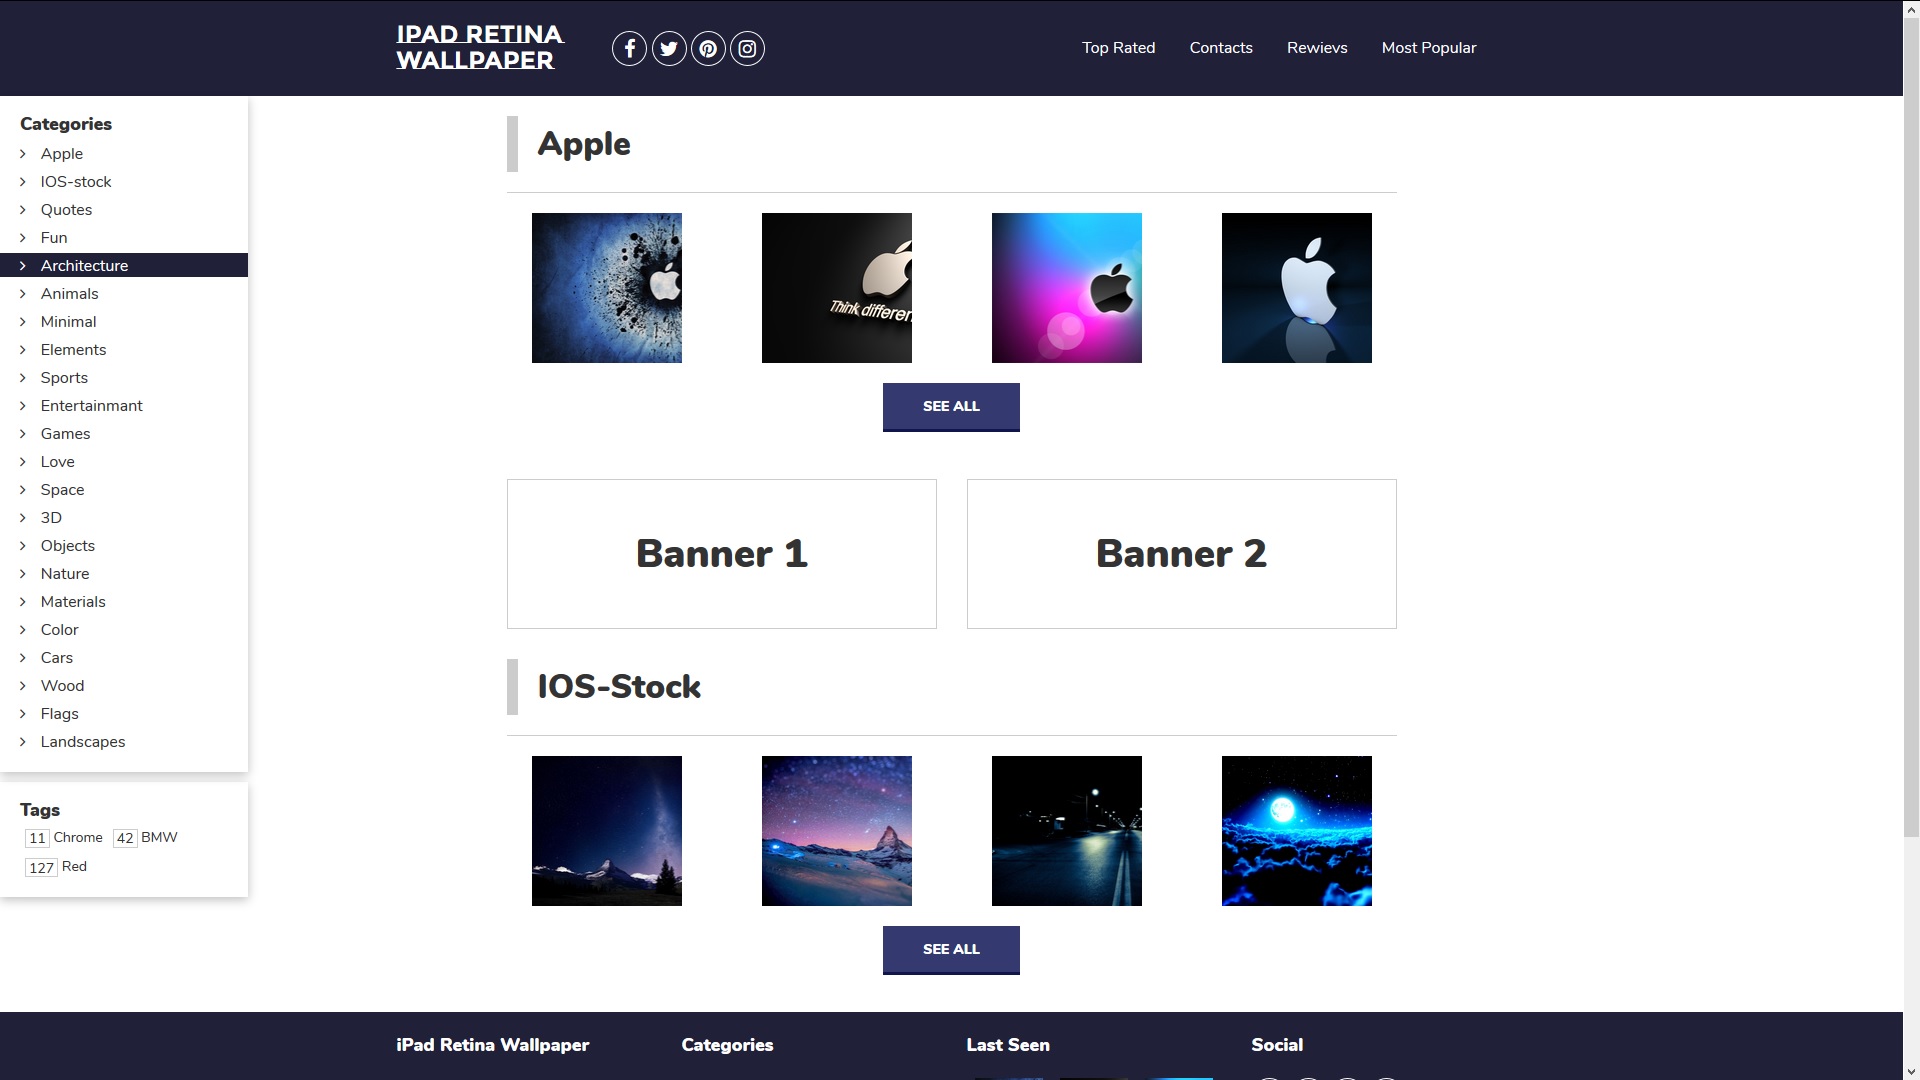 IPAD RETINA
WALLPAPER
Top Rated
Contacts
Rewievs
Most Popular
Categories
Apple
IOS-stock
Quotes
Fun
Architecture
Animals
Minimal
Elements
Sports
Entertainmant
Games
Love
Space
3D
Objects
Nature
Materials
Color
Cars
Wood
Flags
Landscapes
Tags
11 Chrome 42 BMW
127 Red
Apple
Think differen
SEE ALL
Banner 1
Banner 2
IOS-Stock
SEE ALL
iPad Retina Wallpaper
Categories
Last Seen
Social